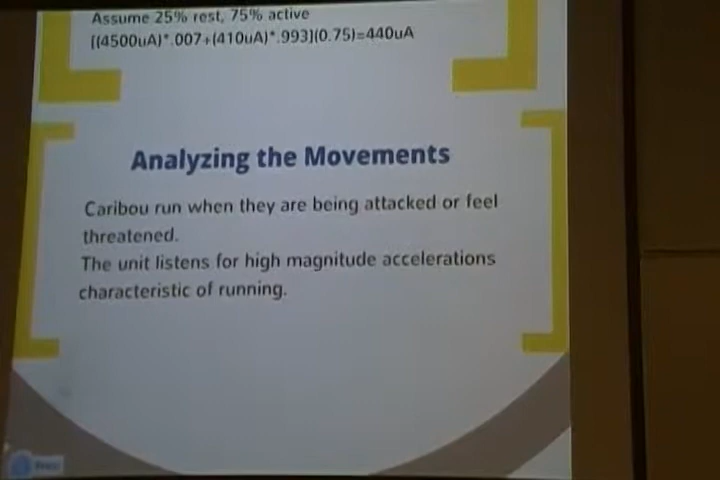 Assume 25% rest, 75% active
[(4500uA)*.007+(410uA)*.993](0.75)=440uA
Analyzing the Movements
Caribou run when they are being attacked or feel
threatened.
The unit listens for high magnitude accelerations
characteristic of running.